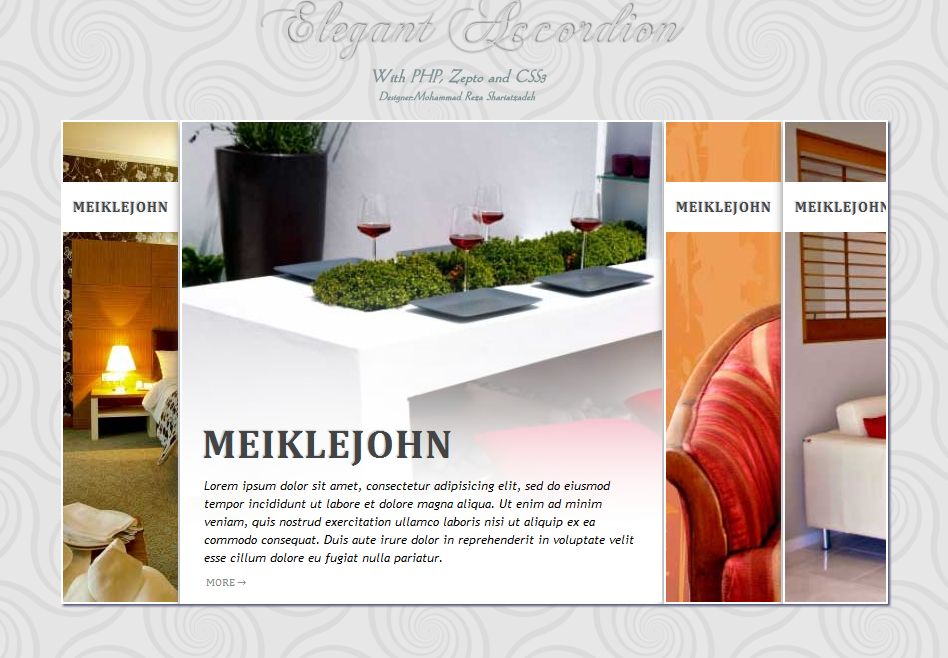 Elegant Accordion
With PHP, Zepto and CSS3
Designer:Mohammad Reza Shariatzadeh
MEIKLEJOHN
MEIKLEJOHN
MEIKLEJOHN
MEIKLEJOHN
Lorem ipsum dolor sit amet, consectetur adipisicing elit, sed do eiusmod
tempor incididunt ut labore et dolore magna aliqua. Ut enim ad minim
veniam, quis nostrud exercitation ullamco laboris nisi ut aliquip ex ea
commodo consequat. Duis aute irure dolor in reprehenderit in voluptate velit
esse cillum dolore eu fugiat nulla pariatur.
MORE →